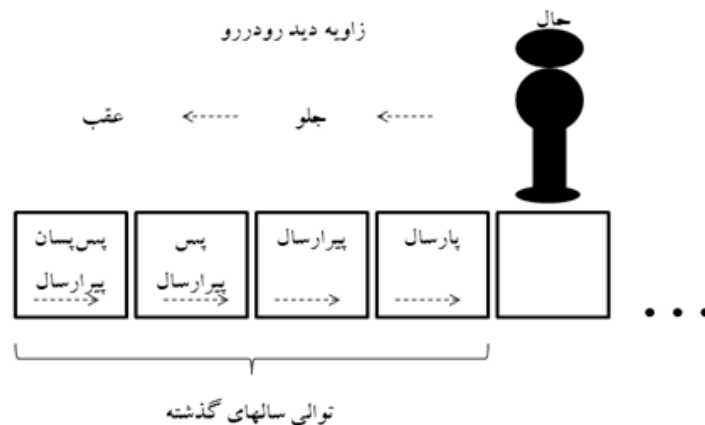 حال
زاویه دید رودررو
جلو
عقب
پارسال
پیرارسال
پس
پیرارسال
پس‌پسان
پیرارسال
توالی سالهای گذشته
...